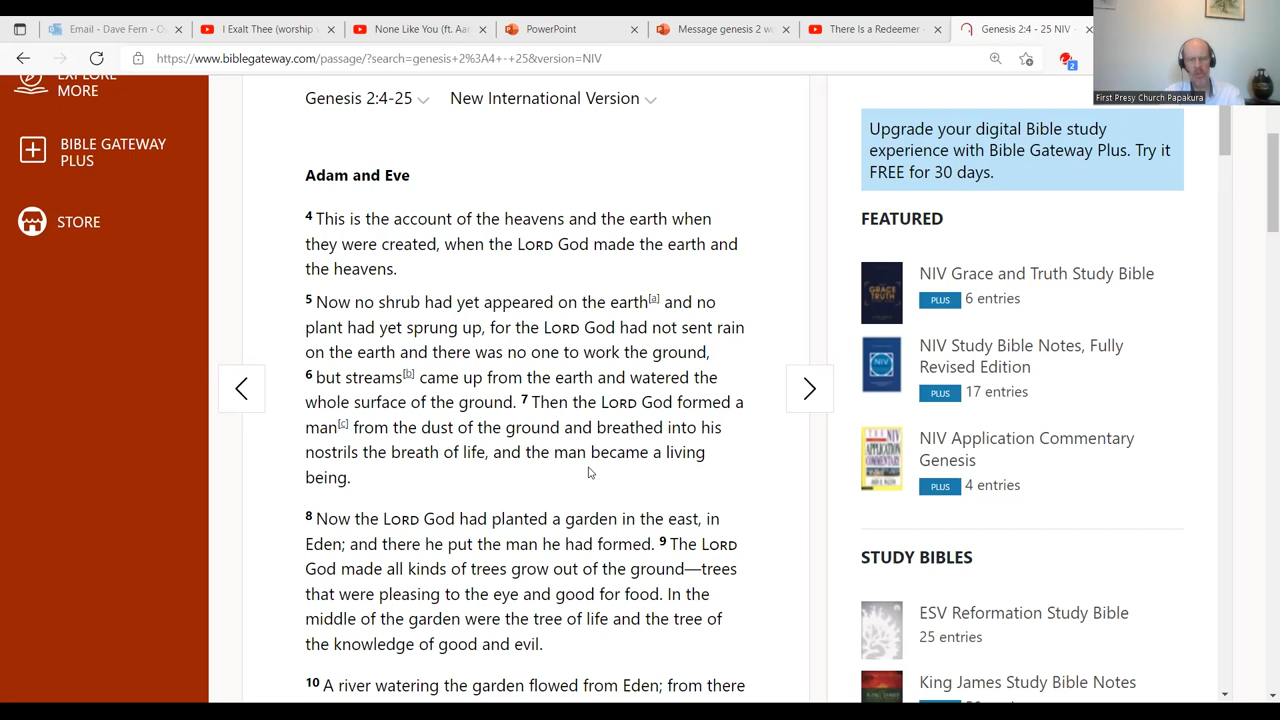 Email - Dave Fern - O
I Exalt Thee (worship
None Like You (ft. Aar
PowerPoint
Message genesis 2 w
There Is a Redeemer
Genesis 2:4 - 25 NIV -
https://www.biblegateway.com/passage/?search=genesis+2%3A4+-+25&version=NIV
2
First Presy Church Papakura
EXPLORE
MORE
BIBLE GATEWAY
PLUS
STORE
Genesis 2:4-25
New International Version
Adam and Eve
4 This is the account of the heavens and the earth when
they were created, when the LORD God made the earth and
the heavens.
5 Now no shrub had yet appeared on the earth[a] and no
plant had yet sprung up, for the LORD God had not sent rain
on the earth and there was no one to work the ground,
6 but streams[b] came up from the earth and watered the
whole surface of the ground. 7 Then the LORD God formed a
man[c] from the dust of the ground and breathed into his
nostrils the breath of life, and the man became a living
being.
8 Now the LORD God had planted a garden in the east, in
Eden; and there he put the man he had formed. 9 The LORD
God made all kinds of trees grow out of the ground—trees
that were pleasing to the eye and good for food. In the
middle of the garden were the tree of life and the tree of
the knowledge of good and evil.
10 A river watering the garden flowed from Eden; from there
Upgrade your digital Bible study
experience with Bible Gateway Plus. Try it
FREE for 30 days.
FEATURED
NIV Grace and Truth Study Bible
PLUS 6 entries
NIV Study Bible Notes, Fully
Revised Edition
PLUS 17 entries
NIV Application Commentary
Genesis
PLUS 4 entries
STUDY BIBLES
ESV Reformation Study Bible
25 entries
King James Study Bible Notes